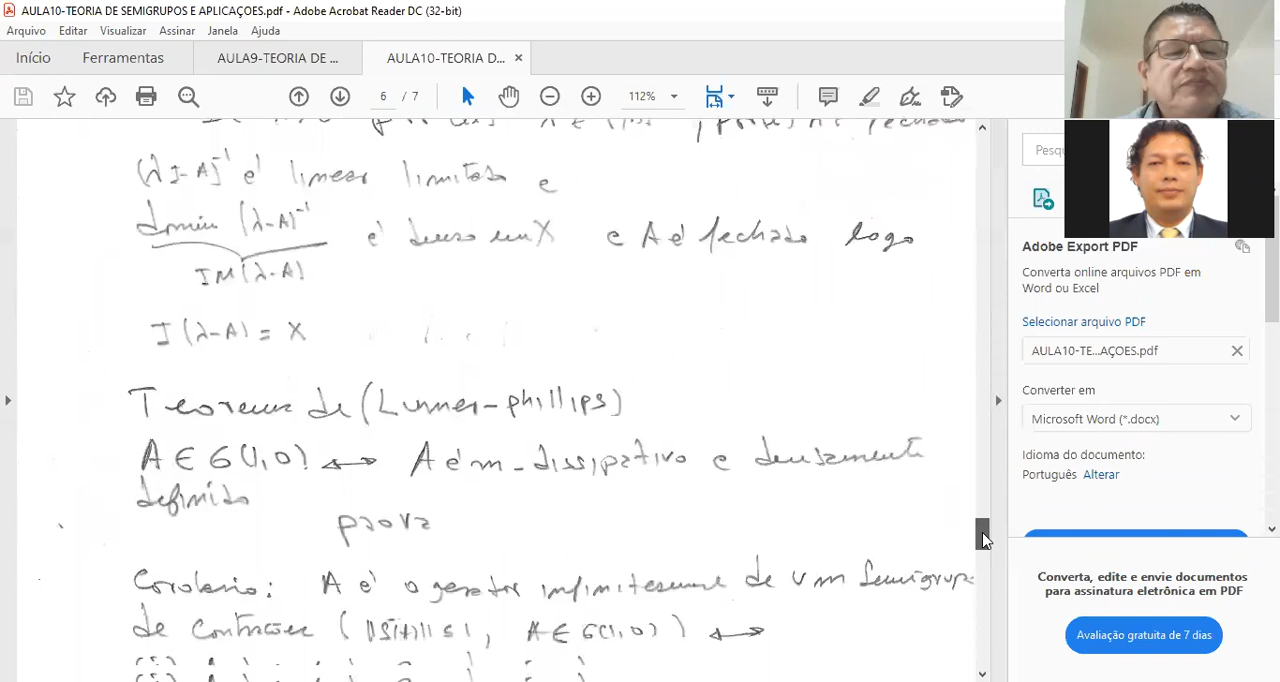 AULA10-TEORIA DE SEMIGRUPOS E APLICAÇOES.pdf - Adobe Acrobat Reader DC (32-bit)
Arquivo Editar Visualizar Assinar Janela Ajuda
Início Ferramentas AULA9-TEORIA DE ... AULA10-TEORIA D... ×
6 / 7 112%
(λI-A)⁻¹ é linear limitada e
domin (λ-A)⁻¹ é denso em X e A é fechado logo
IM(λ-A)
I(λ-A) = X
Teorema de (Lumer-phillips)
A ∈ G(1,0) ↔ A é m-dissipativo e densamente
definido
prova
Corolario: A é o gerador infinitesime de um Semigrupo
de contrações (||S(t)||≤1, A∈G(1,0)) ↔
Pesqu
Adobe Export PDF
Converta online arquivos PDF em
Word ou Excel
Selecionar arquivo PDF
AULA10-TE...AÇOES.pdf
Converter em
Microsoft Word (*.docx)
Idioma do documento:
Português Alterar
Converta, edite e envie documentos
para assinatura eletrônica em PDF
Avaliação gratuita de 7 dias